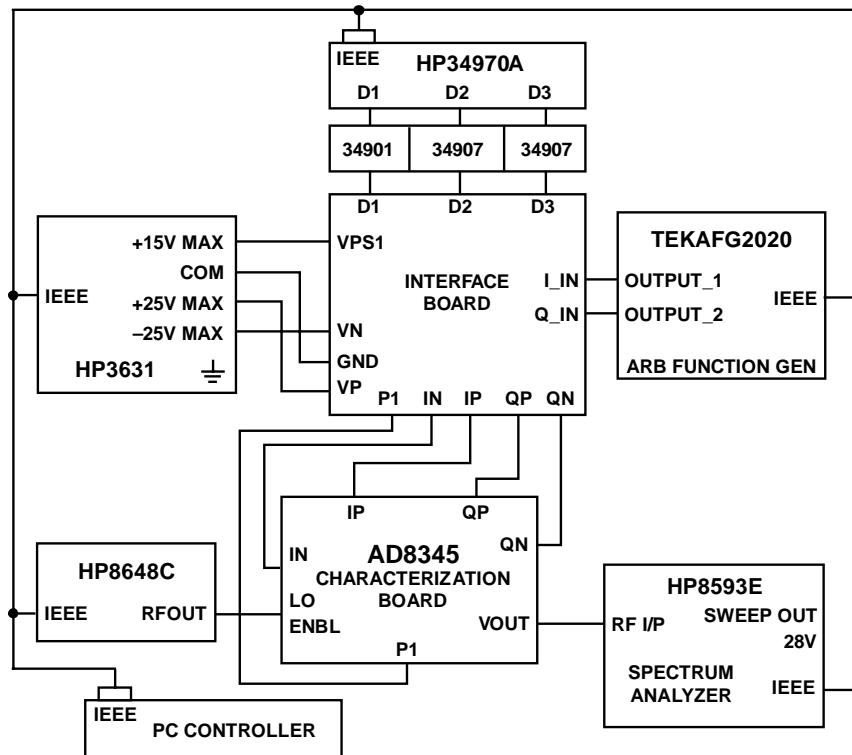 IEEE
HP34970A
D1 D2 D3
34901 34907 34907
D1 D2 D3
+15V MAX
COM
IEEE
+25V MAX
–25V MAX
HP3631
VPS1
INTERFACE
BOARD
I_IN
Q_IN
VN
GND
VP
P1 IN IP QP QN
TEKAFG2020
OUTPUT_1
IEEE
OUTPUT_2
ARB FUNCTION GEN
IP QP
QN
IN
AD8345
CHARACTERIZATION
BOARD
LO
ENBL
VOUT
P1
HP8648C
IEEE RFOUT
HP8593E
RF I/P
SWEEP OUT
28V
SPECTRUM
ANALYZER
IEEE
IEEE
PC CONTROLLER